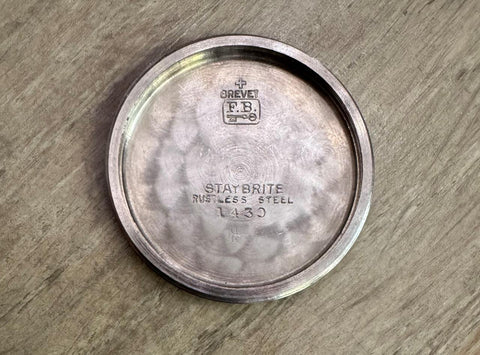 BREVET
F.B.
STAYBRITE
RUSTLESS STEEL
1430